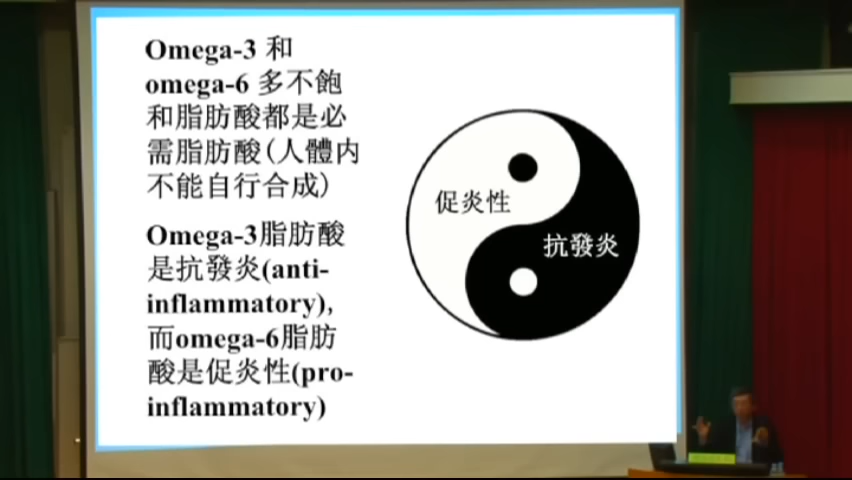 Omega-3 和
omega-6 多不飽
和脂肪酸都是必
需脂肪酸(人體内
不能自行合成)
Omega-3脂肪酸
是抗發炎(anti-
inflammatory),
而omega-6脂肪
酸是促炎性(pro-
inflammatory)
促炎性
抗發炎